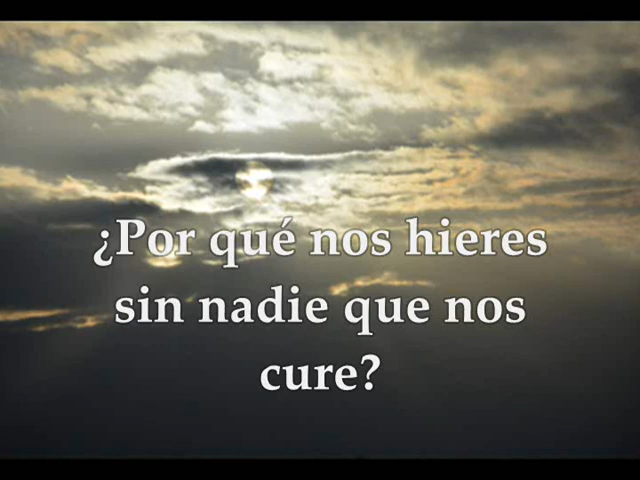 ¿Por qué nos hieres
sin nadie que nos
cure?